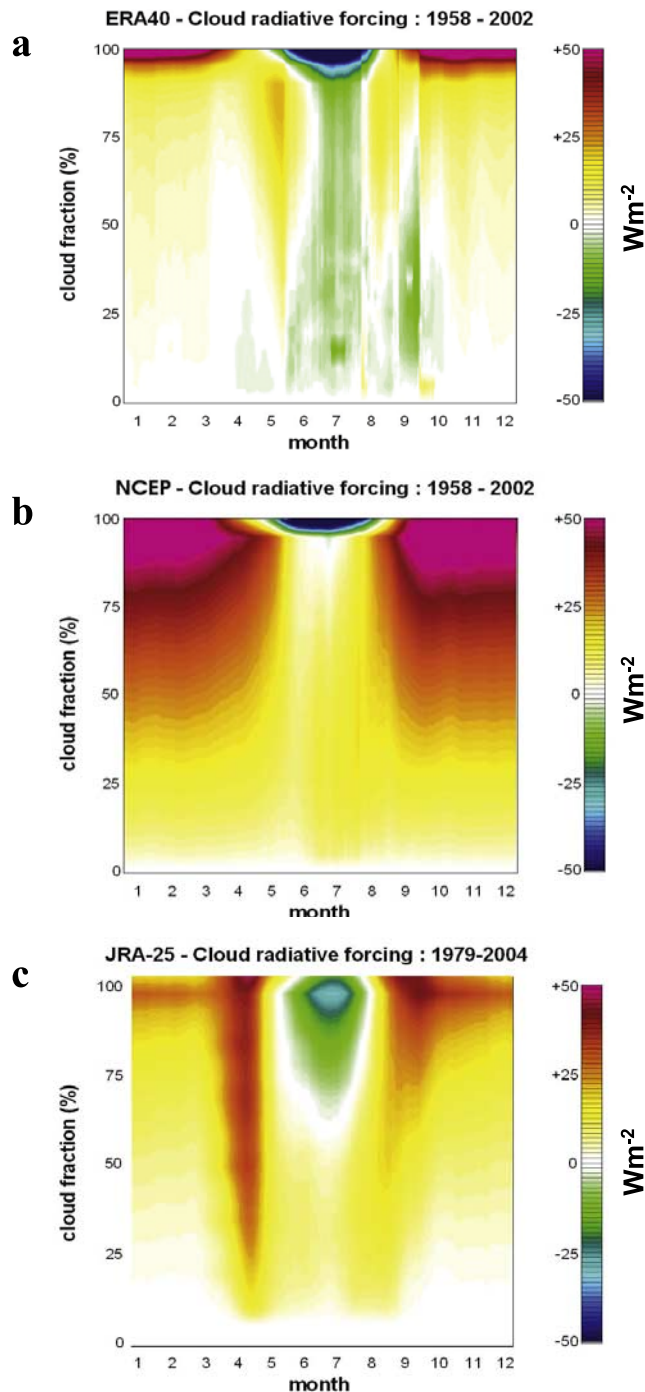 ERA40 - Cloud radiative forcing : 1958 - 2002
a
100
75
50
25
0
cloud fraction (%)
1 2 3 4 5 6 7 8 9 10 11 12
month
+50
+25
0
-25
-50
Wm-2
NCEP - Cloud radiative forcing : 1958 - 2002
b
100
75
50
25
0
cloud fraction (%)
1 2 3 4 5 6 7 8 9 10 11 12
month
+50
+25
0
-25
-50
Wm-2
JRA-25 - Cloud radiative forcing : 1979-2004
c
100
75
50
25
0
cloud fraction (%)
1 2 3 4 5 6 7 8 9 10 11 12
month
+50
+25
0
-25
-50
Wm-2